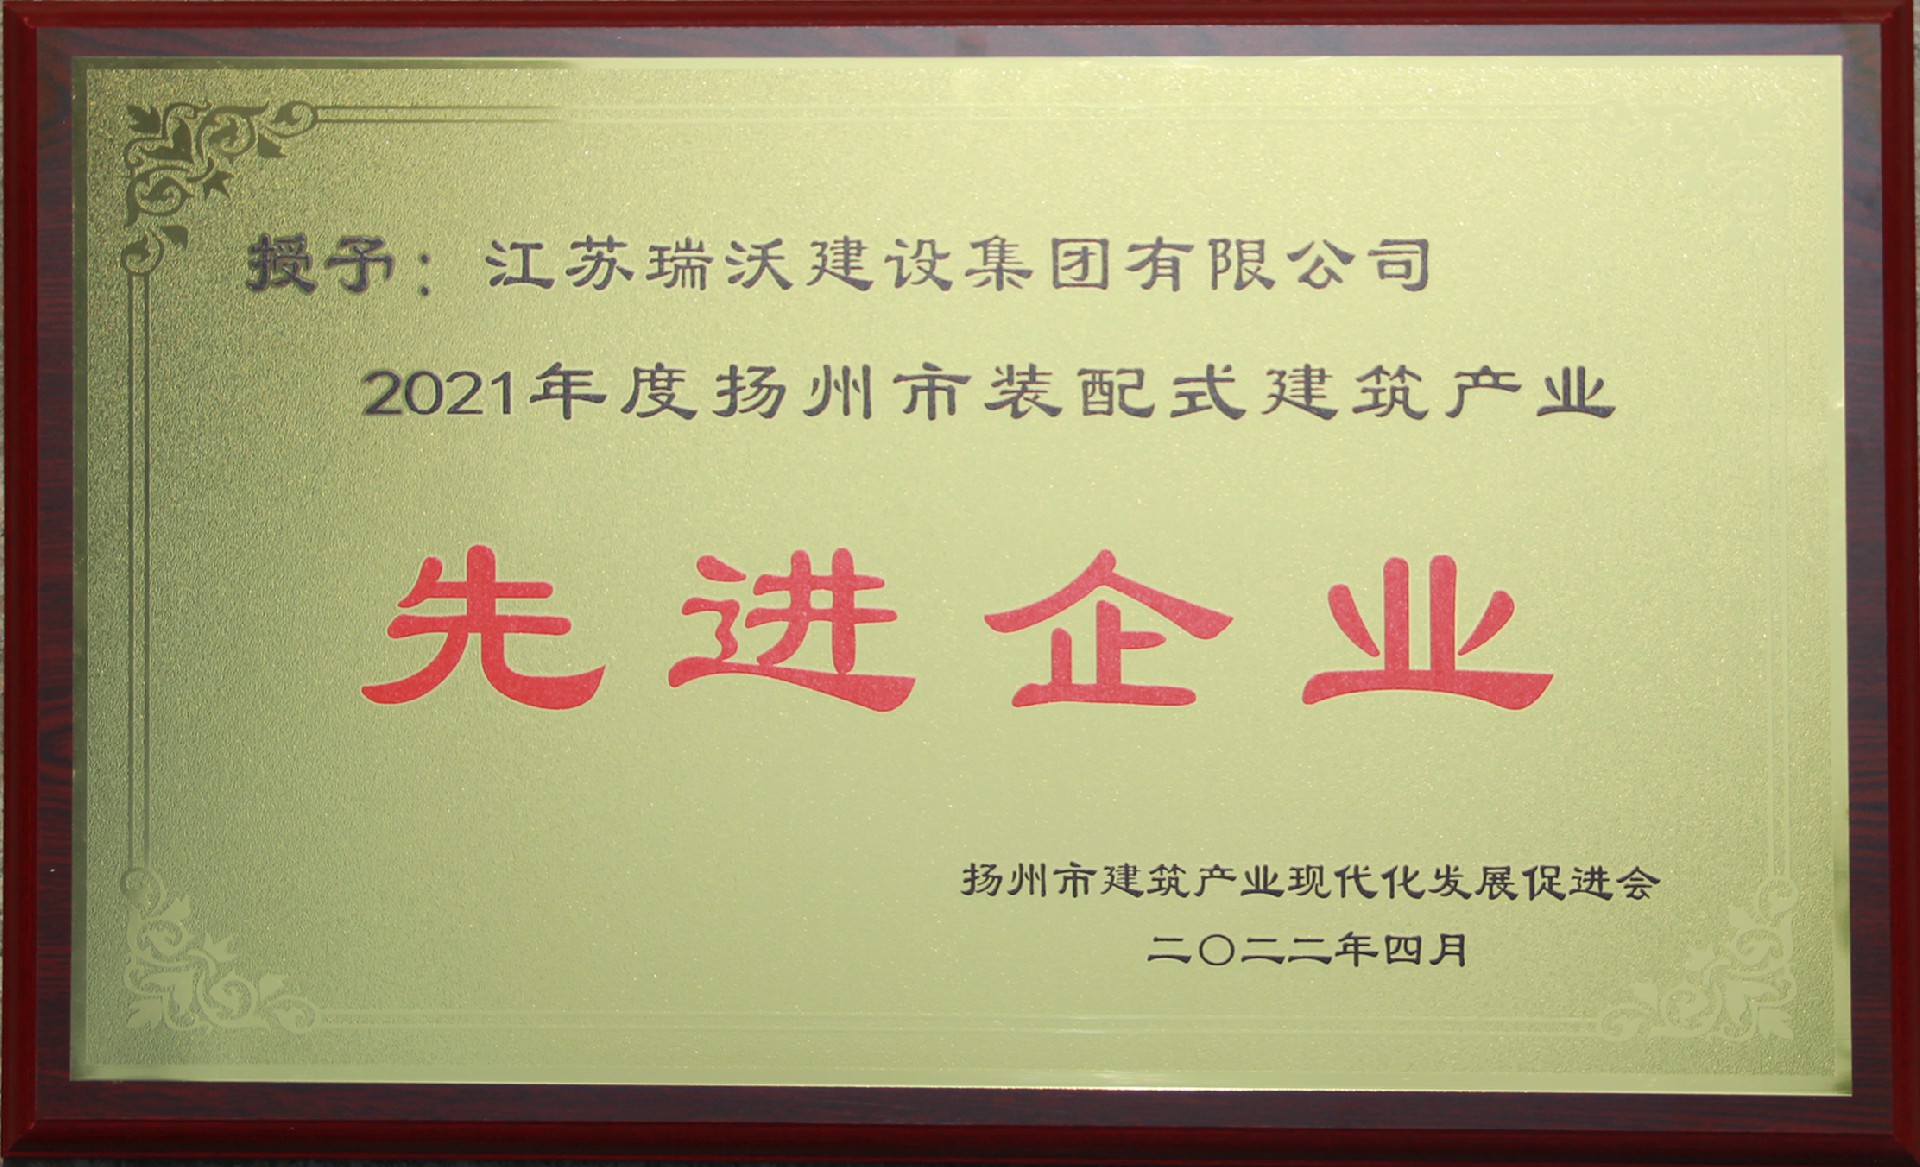 授予：江苏瑞沃建设集团有限公司
2021年度扬州市装配式建筑产业
先进企业
扬州市建筑产业现代化发展促进会
二〇二二年四月